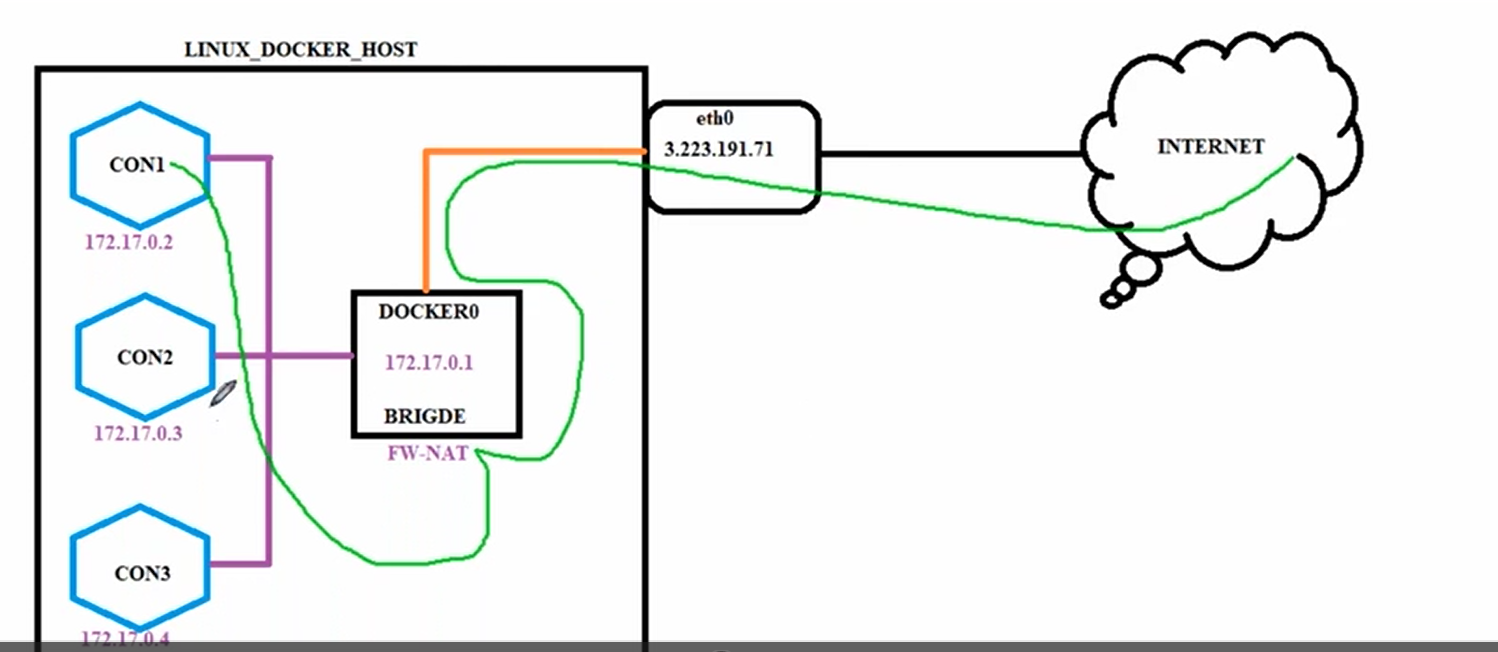 LINUX_DOCKER_HOST
CON1
172.17.0.2
CON2
172.17.0.3
CON3
172.17.0.4
DOCKER0
172.17.0.1
BRIGDE
FW-NAT
eth0
3.223.191.71
INTERNET